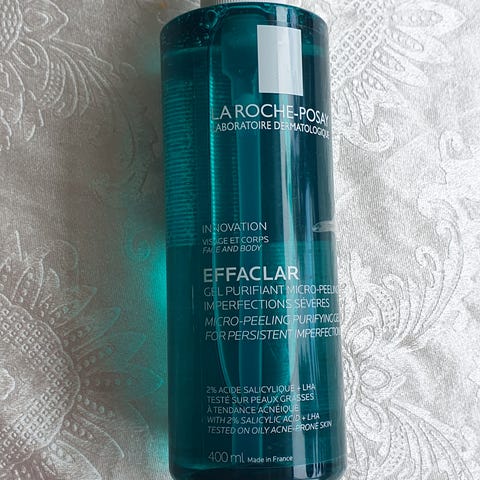 LA ROCHE-POSAY
LABORATOIRE DERMATOLOGIQUE
INNOVATION
VISAGE ET CORPS
FACE AND BODY
EFFACLAR
GEL PURIFIANT MICRO-PEELING
IMPERFECTIONS SÉVÈRES
MICRO-PEELING PURIFYING GEL
FOR PERSISTENT IMPERFECTION
2% ACIDE SALICYLIQUE + LHA
TESTÉ SUR PEAUX GRASSES
À TENDANCE ACNÉIQUE
WITH 2% SALICYLIC ACID + LHA
TESTED ON OILY ACNE-PRONE SKIN
400 ml Made in France